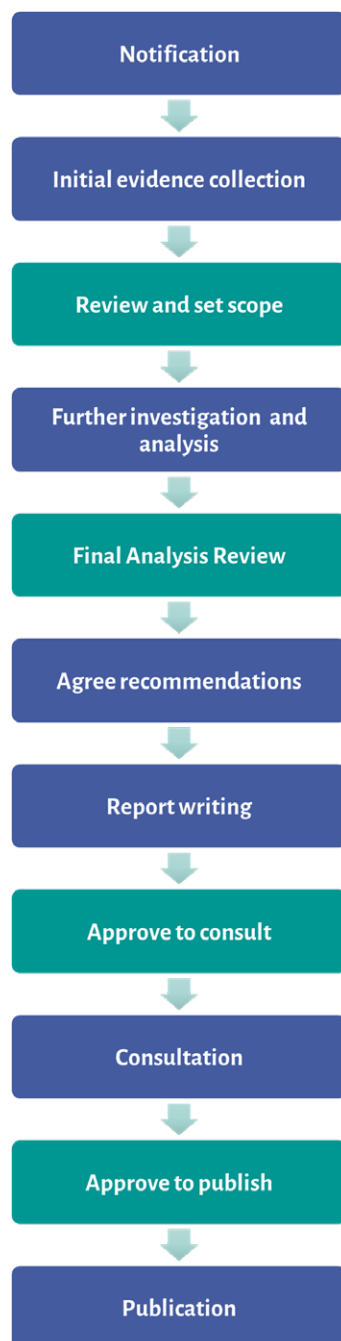 Notification
Initial evidence collection
Review and set scope
Further investigation and
analysis
Final Analysis Review
Agree recommendations
Report writing
Approve to consult
Consultation
Approve to publish
Publication